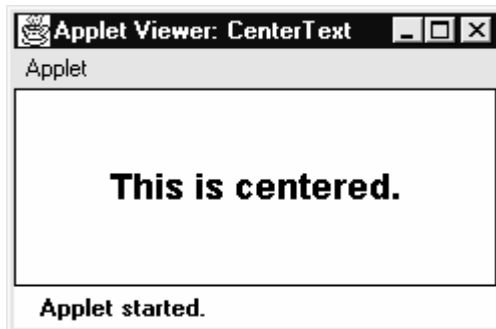 Applet Viewer: CenterText
Applet
This is centered.
Applet started.